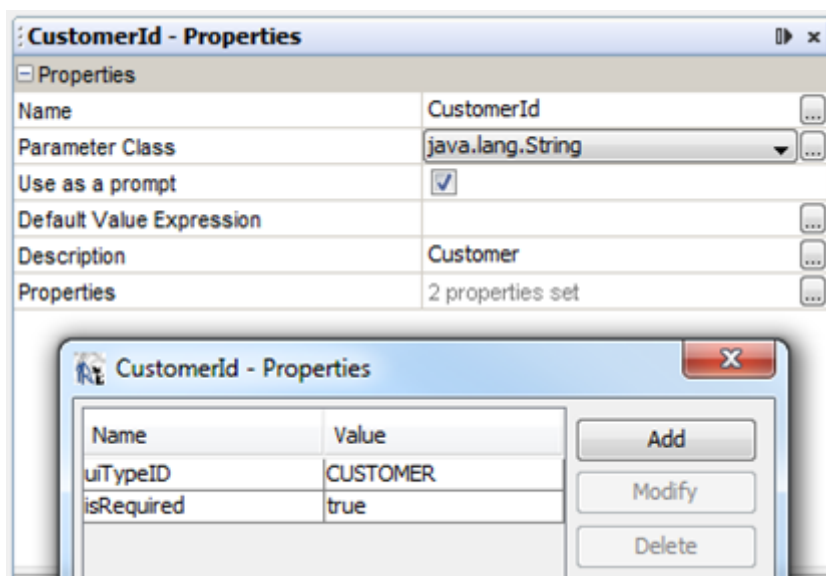 CustomerId - Properties
Properties
Name CustomerId ...
Parameter Class java.lang.String ...
Use as a prompt
Default Value Expression ...
Description Customer ...
Properties 2 properties set ...
CustomerId - Properties
Name Value Add
uiTypeID CUSTOMER
isRequired true Modify
Delete